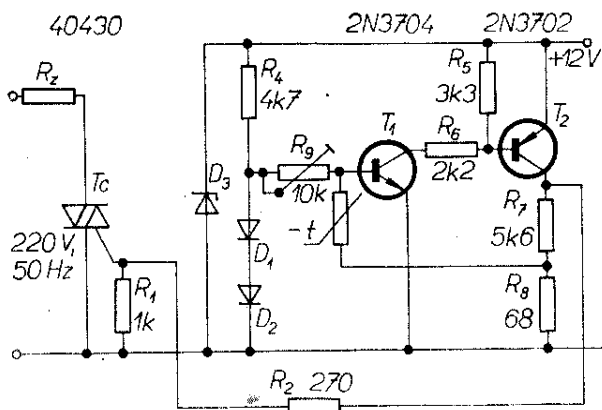 40430
2N3704
2N3702
+12V
Rz
R4
4k7
R5
3k3
T1
R6
2k2
T2
R9
10k
Tc
D3
-t
R7
5k6
220 V,
50 Hz
D1
R1
1k
D2
R8
68
R2 270